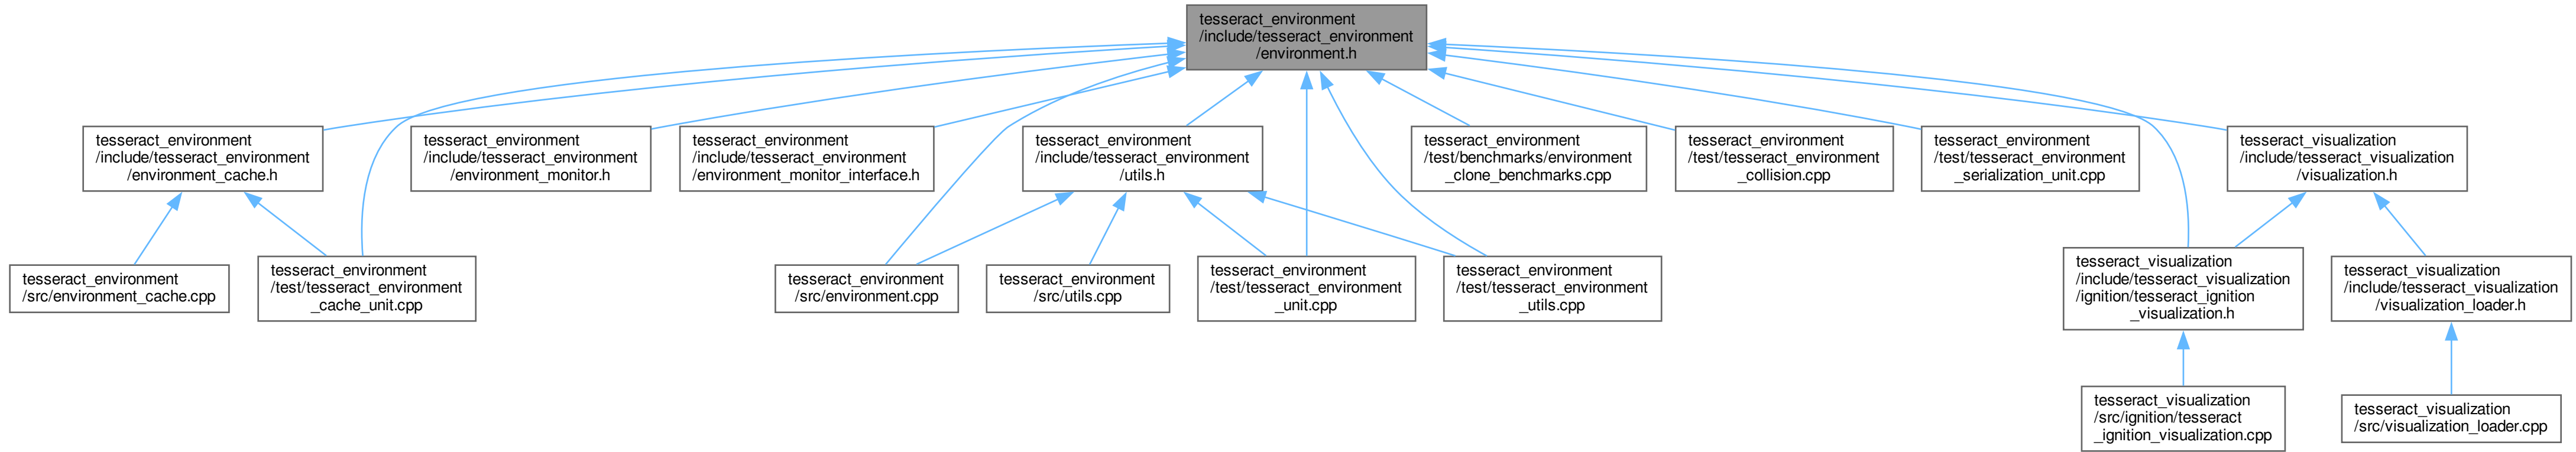 tesseract_environment
/include/tesseract_environment
/environment.h
tesseract_environment
/include/tesseract_environment
/environment_cache.h
tesseract_environment
/include/tesseract_environment
/environment_monitor.h
tesseract_environment
/include/tesseract_environment
/environment_monitor_interface.h
tesseract_environment
/include/tesseract_environment
/utils.h
tesseract_environment
/test/benchmarks/environment
_clone_benchmarks.cpp
tesseract_environment
/test/tesseract_environment
_collision.cpp
tesseract_environment
/test/tesseract_environment
_serialization_unit.cpp
tesseract_visualization
/include/tesseract_visualization
/visualization.h
tesseract_environment
/src/environment_cache.cpp
tesseract_environment
/test/tesseract_environment
_cache_unit.cpp
tesseract_environment
/src/environment.cpp
tesseract_environment
/src/utils.cpp
tesseract_environment
/test/tesseract_environment
_unit.cpp
tesseract_environment
/test/tesseract_environment
_utils.cpp
tesseract_visualization
/include/tesseract_visualization
/ignition/tesseract_ignition
_visualization.h
tesseract_visualization
/include/tesseract_visualization
/visualization_loader.h
tesseract_visualization
/src/ignition/tesseract
_ignition_visualization.cpp
tesseract_visualization
/src/visualization_loader.cpp